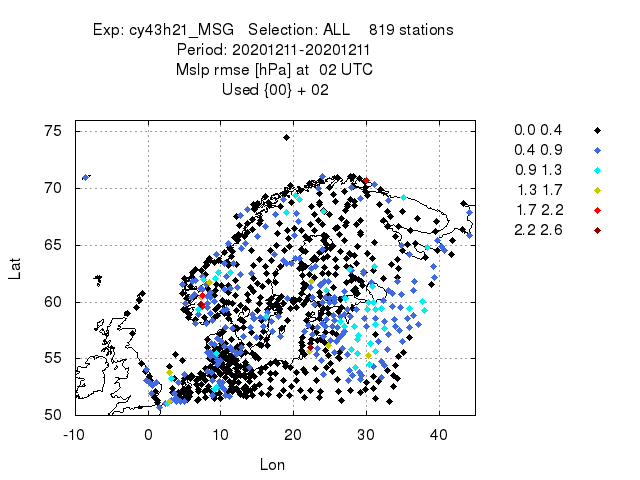 Exp: cy43h21_MSG   Selection: ALL    819 stations
Period: 20201211-20201211
Mslp rmse [hPa] at  02 UTC
Used {00} + 02
75
70
65
60
55
50
Lat
-10 0 10 20 30 40
Lon
0.0 0.4
0.4 0.9
0.9 1.3
1.3 1.7
1.7 2.2
2.2 2.6